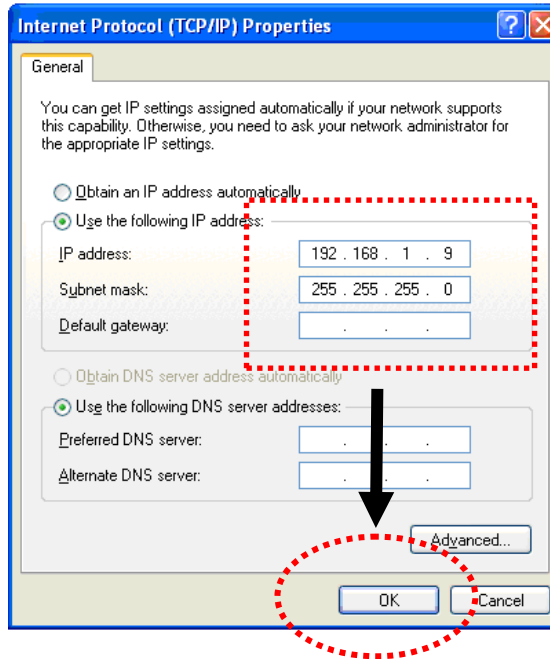 Internet Protocol (TCP/IP) Properties
General
You can get IP settings assigned automatically if your network supports
this capability. Otherwise, you need to ask your network administrator for
the appropriate IP settings.
Obtain an IP address automatically
Use the following IP address:
IP address: 192 . 168 . 1 . 9
Subnet mask: 255 . 255 . 255 . 0
Default gateway: . . .
Obtain DNS server address automatically
Use the following DNS server addresses:
Preferred DNS server: . . .
Alternate DNS server: . . .
Advanced...
OK Cancel